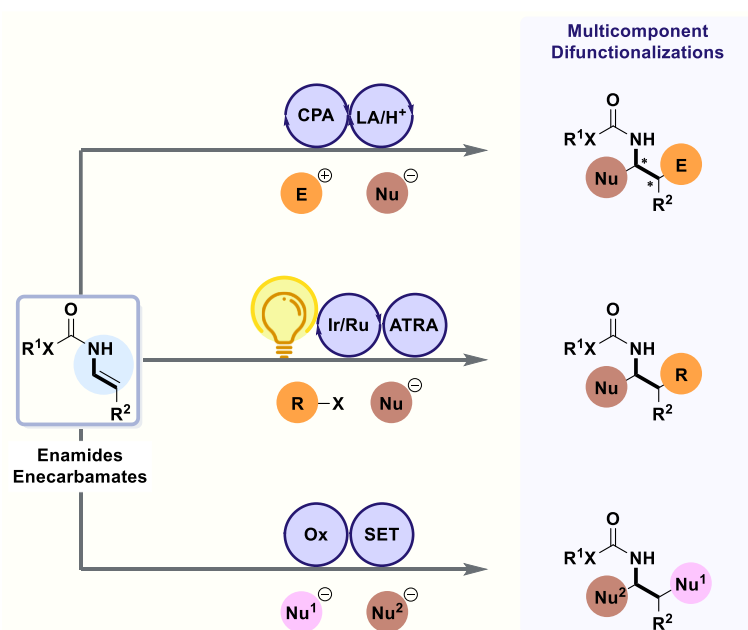 Multicomponent
Difunctionalizations
CPA
LA/H⁺
E ⊕
Nu ⊖
O
R¹X
NH
Nu
*
E
*
R²
O
R¹X
NH
R²
Enamides
Enecarbamates
Ir/Ru
ATRA
R–X
Nu ⊖
O
R¹X
NH
Nu
R
R²
Ox
SET
Nu¹ ⊖
Nu² ⊖
O
R¹X
NH
Nu²
Nu¹
R²